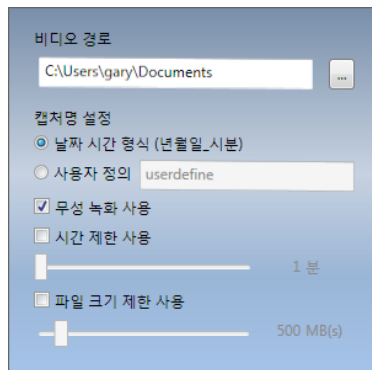 비디오 경로
C:\Users\gary\Documents
...
캡처명 설정
날짜 시간 형식 (년월일_시분)
사용자 정의 userdefine
무성 녹화 사용
시간 제한 사용
1 분
파일 크기 제한 사용
500 MB(s)